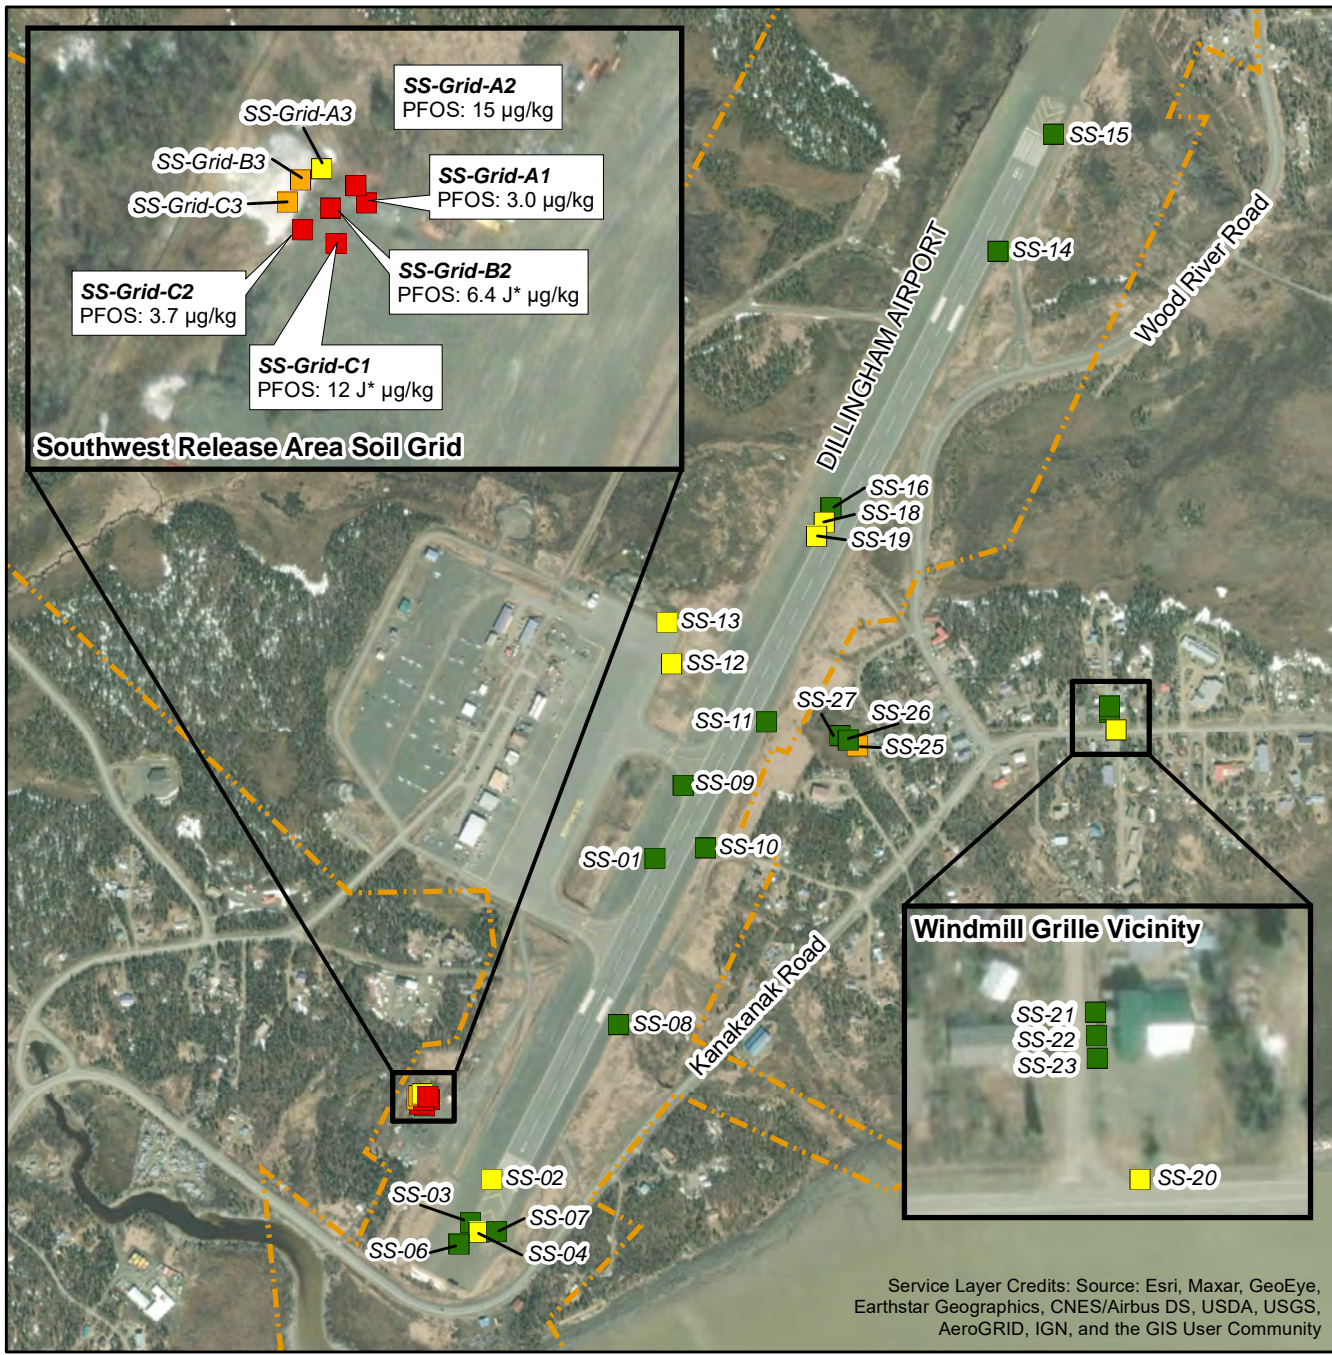 SS-Grid-A2
PFOS: 15 µg/kg
SS-Grid-A3
SS-Grid-B3
SS-Grid-C3
SS-Grid-A1
PFOS: 3.0 µg/kg
SS-Grid-B2
PFOS: 6.4 J* µg/kg
SS-Grid-C2
PFOS: 3.7 µg/kg
SS-Grid-C1
PFOS: 12 J* µg/kg
Southwest Release Area Soil Grid
SS-15
SS-14
Wood River Road
DILLINGHAM AIRPORT
SS-16
SS-18
SS-19
SS-13
SS-12
SS-11
SS-27
SS-26
SS-25
SS-09
SS-10
SS-01
SS-08
Kanakanak Road
Windmill Grille Vicinity
SS-21
SS-22
SS-23
SS-20
SS-02
SS-03
SS-07
SS-06
SS-04
Service Layer Credits: Source: Esri, Maxar, GeoEye,
Earthstar Geographics, CNES/Airbus DS, USDA, USGS,
AeroGRID, IGN, and the GIS User Community